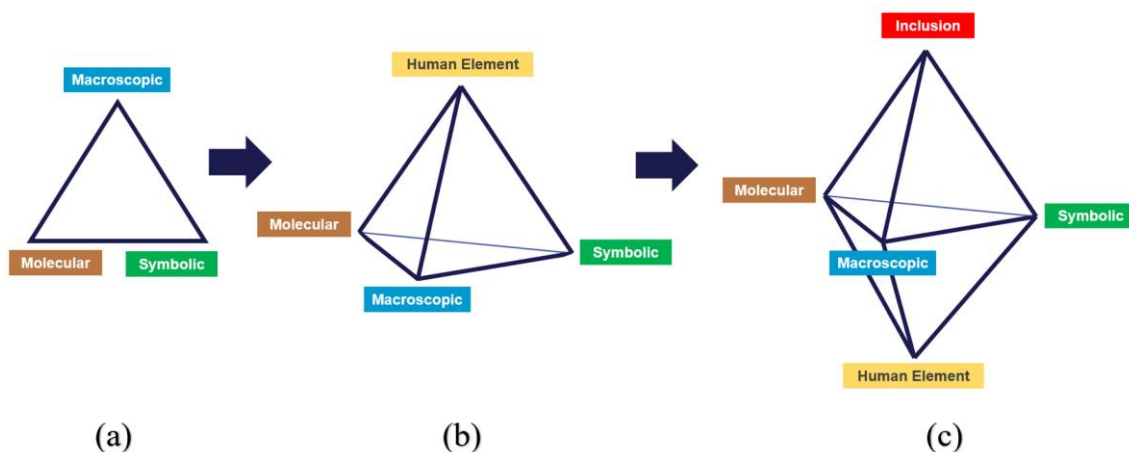 Macroscopic
Molecular
Symbolic
(a)
Human Element
Molecular
Symbolic
Macroscopic
(b)
Inclusion
Molecular
Symbolic
Macroscopic
Human Element
(c)